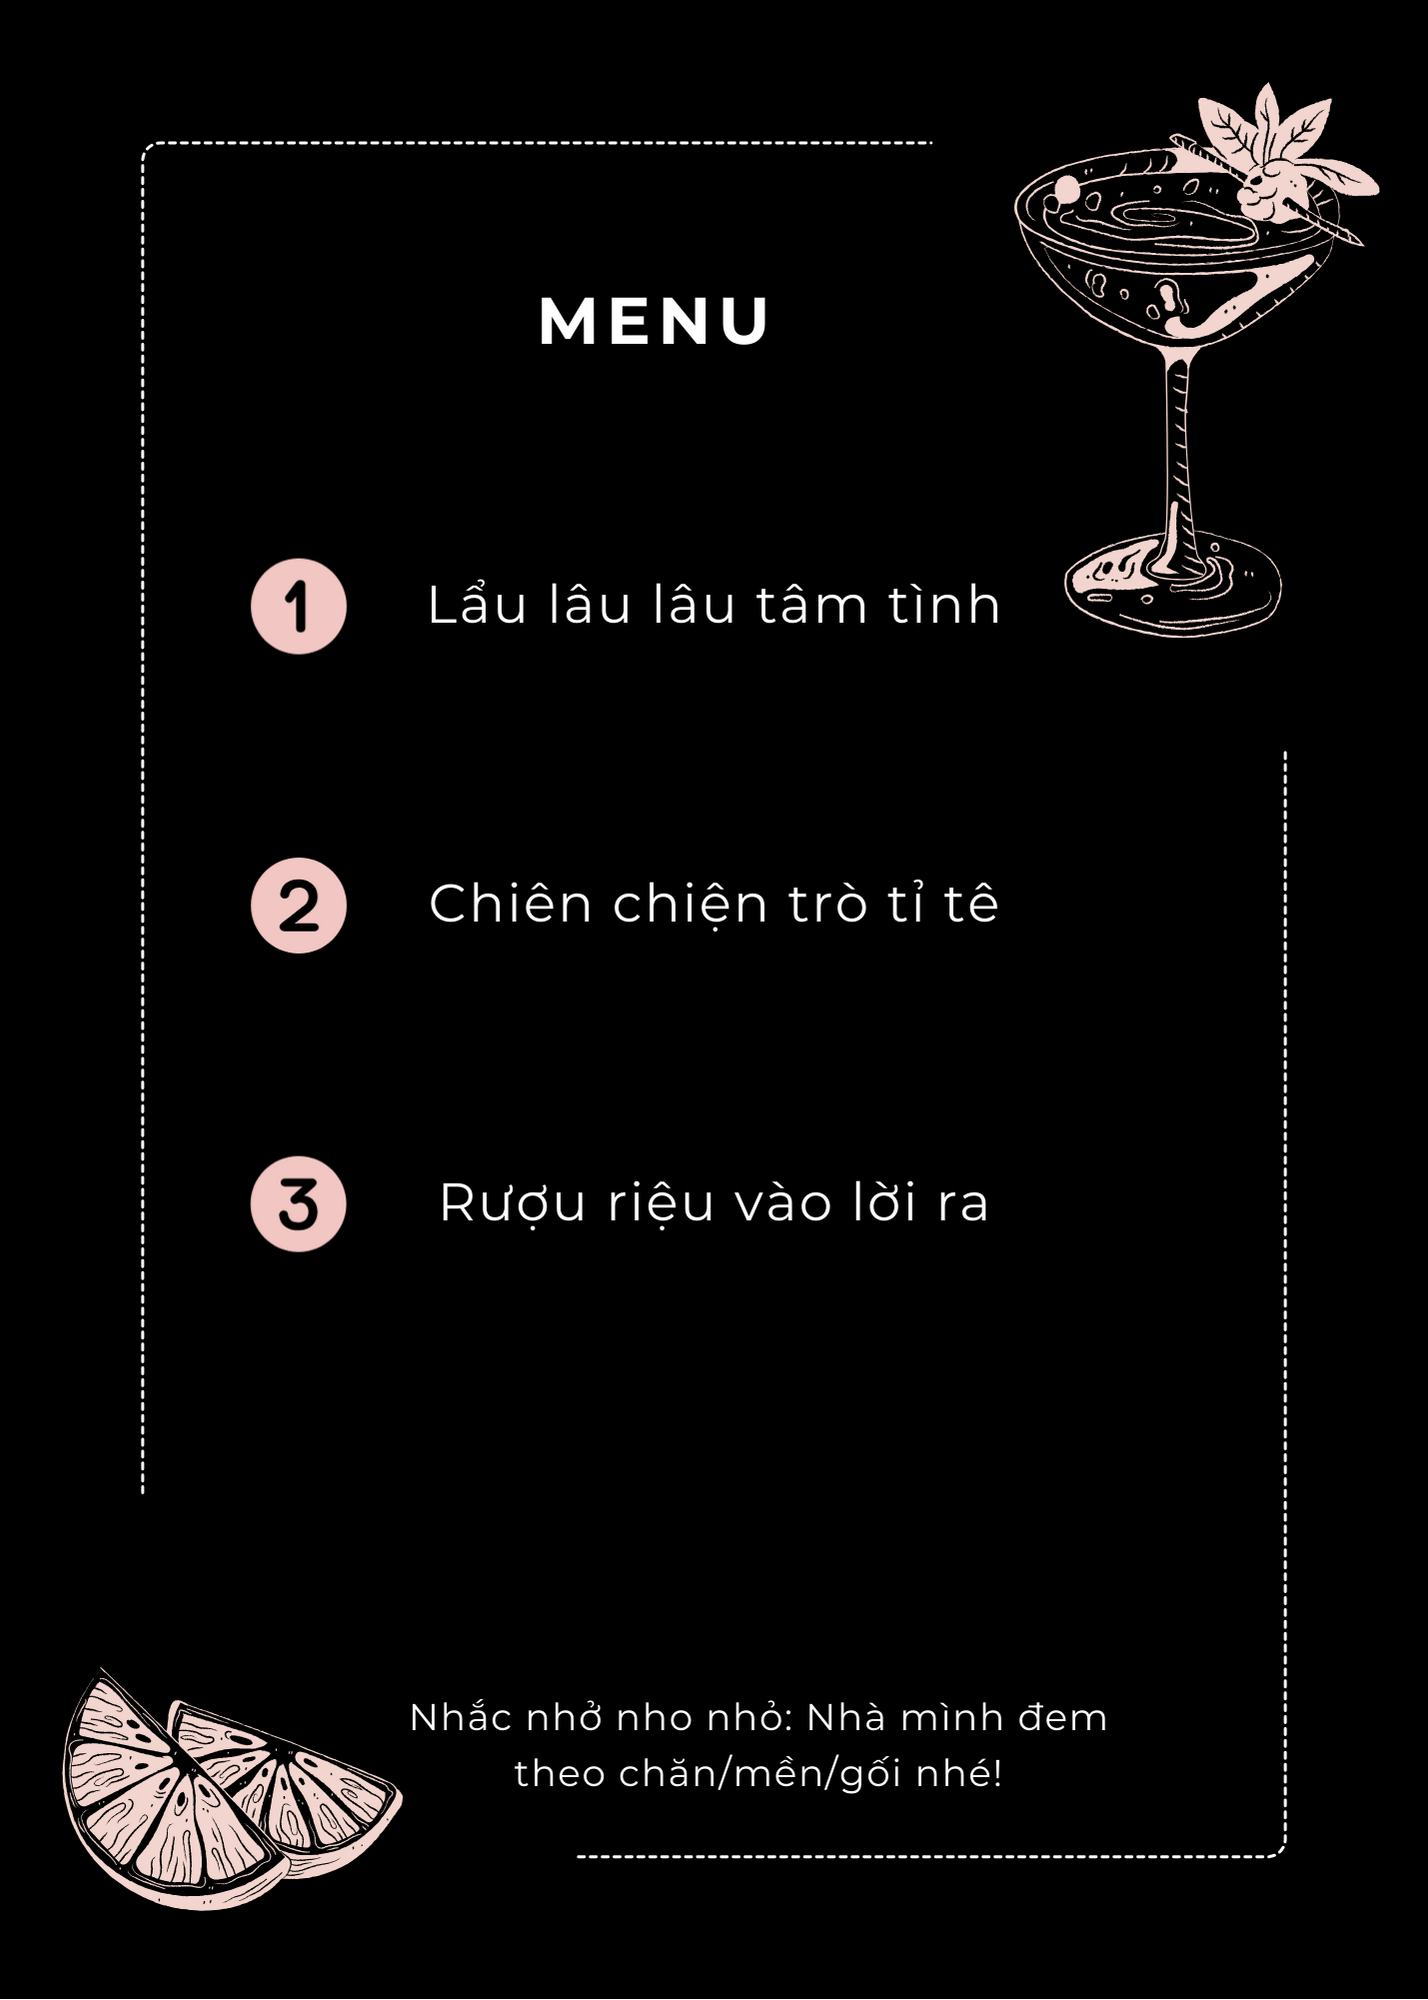 MENU
1 Lẩu lâu lâu tâm tình
2 Chiên chiện trò tỉ tê
3 Rượu riệu vào lời ra
Nhắc nhở nho nhỏ: Nhà mình đem
theo chăn/mền/gối nhé!